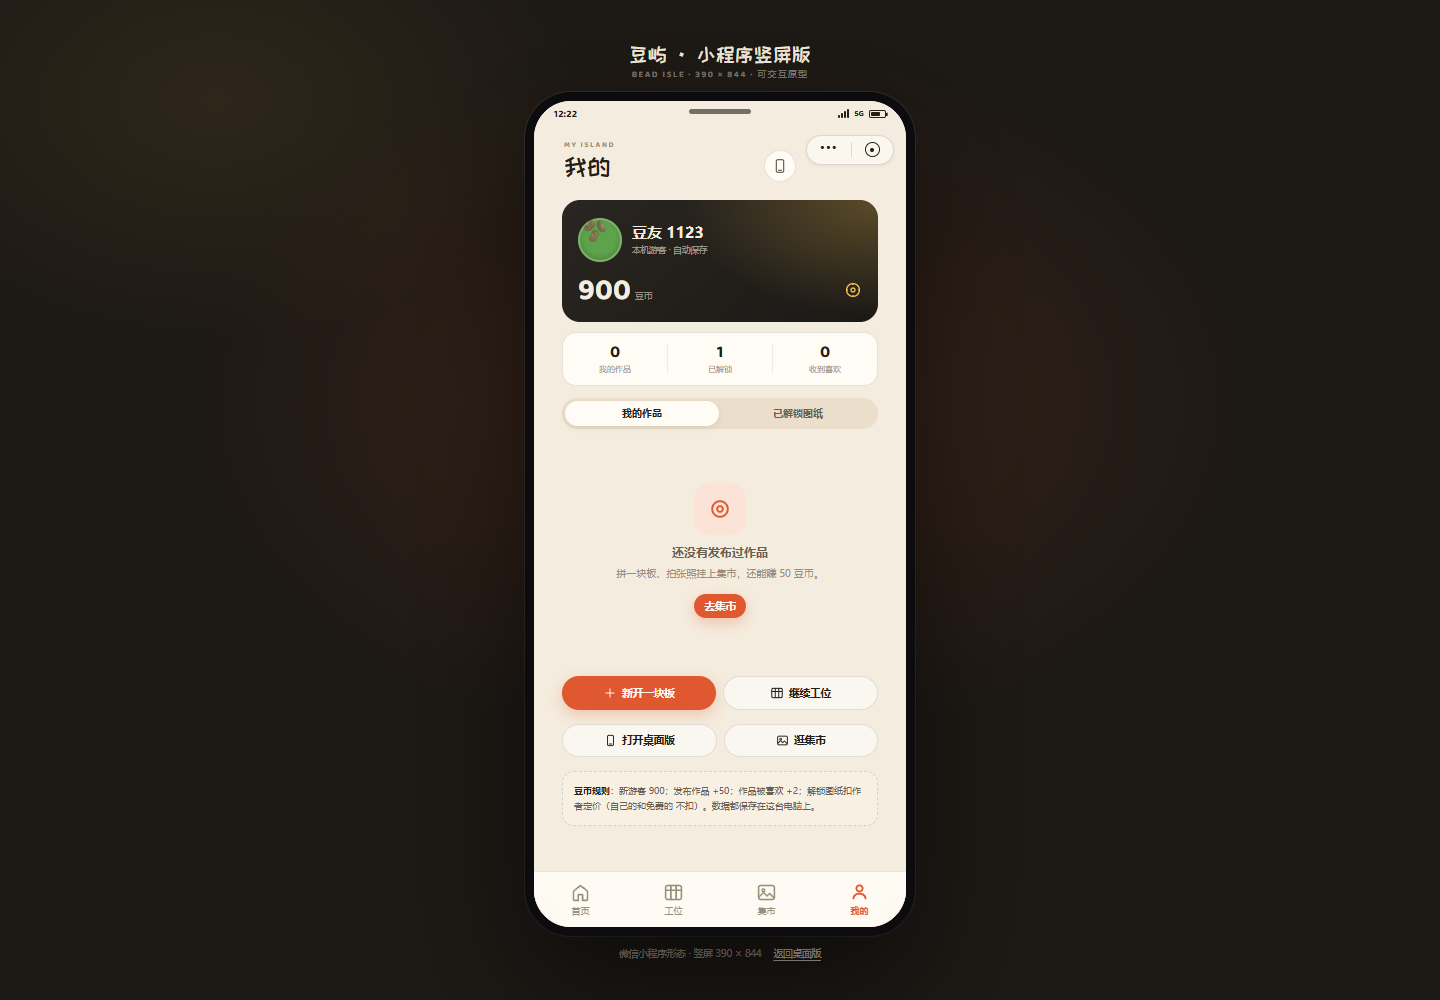 豆屿 · 小程序竖屏版
BEAD ISLE · 390 × 844 · 可交互原型
12:22
5G
MY ISLAND
我的
豆友 1123
本机游客 · 自动保存
900 豆币
0 1 0
我的作品 已解锁 收到喜欢
我的作品 已解锁图纸
还没有发布过作品
拼一块板、拍张照挂上集市，还能赚 50 豆币。
去集市
新开一块板 继续工位
打开桌面版 逛集市
豆币规则：新游客 900；发布作品 +50；作品被喜欢 +2；解锁图纸扣作
者定价（自己的和免费的 不扣）。数据都保存在这台电脑上。
首页 工位 集市 我的
微信小程序形态 · 竖屏 390 × 844 返回桌面版